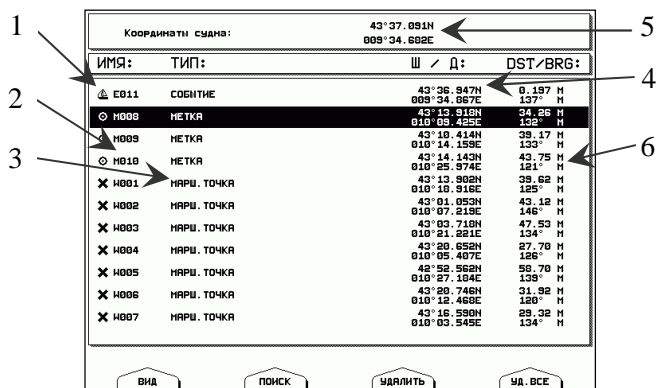 1
2
3
4
5
6
Координаты судна:
43°37.091N
009°34.682E
ИМЯ: ТИП: Ш / Д: DST/BRG:
E011 СОБЫТИЕ 43°36.947N 0.197 M
009°34.867E 137° M
M008 МЕТКА 43°13.918N 34.26 M
010°09.425E 132° M
M009 МЕТКА 43°10.414N 39.17 M
010°14.159E 133° M
M010 МЕТКА 43°14.143N 43.75 M
010°25.974E 121° M
W001 МАРШ.ТОЧКА 43°13.902N 39.62 M
010°18.916E 125° M
W002 МАРШ.ТОЧКА 43°01.053N 43.12 M
010°07.219E 146° M
W003 МАРШ.ТОЧКА 43°03.718N 47.53 M
010°21.221E 134° M
W004 МАРШ.ТОЧКА 43°20.652N 27.70 M
010°05.407E 126° M
W005 МАРШ.ТОЧКА 42°52.562N 58.70 M
010°27.184E 139° M
W006 МАРШ.ТОЧКА 43°20.746N 31.92 M
010°12.468E 120° M
W007 МАРШ.ТОЧКА 43°16.590N 29.32 M
010°03.545E 134° M
ВИД ПОИСК УДАЛИТЬ УД.ВСЕ